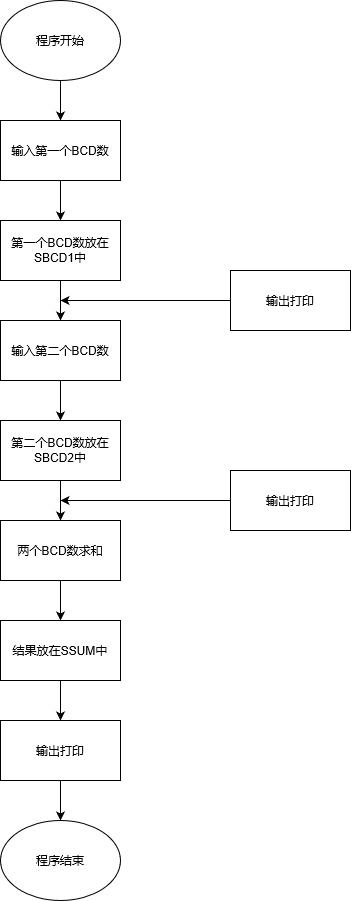 程序开始
输入第一个BCD数
第一个BCD数放在
SBCD1中
输出打印
输入第二个BCD数
第二个BCD数放在
SBCD2中
输出打印
两个BCD数求和
结果放在SSUM中
输出打印
程序结束